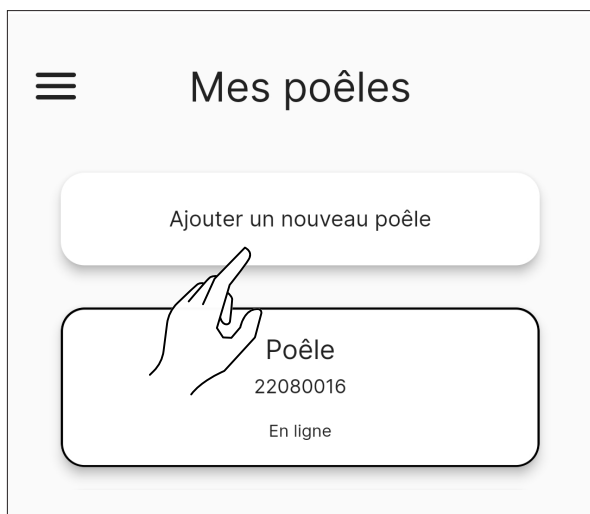 Mes poêles
Ajouter un nouveau poêle
Poêle
22080016
En ligne